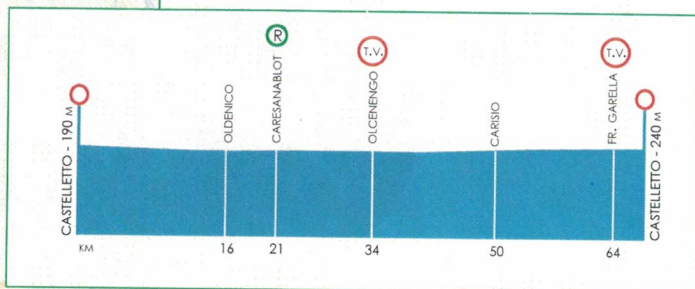 R
T.V.
T.V.
CASTELLETTO - 190 M
OLDENICO
CARESANABLOT
OLCENENGO
CARISIO
FR. GARELLA
CASTELLETTO - 240 M
KM
16
21
34
50
64